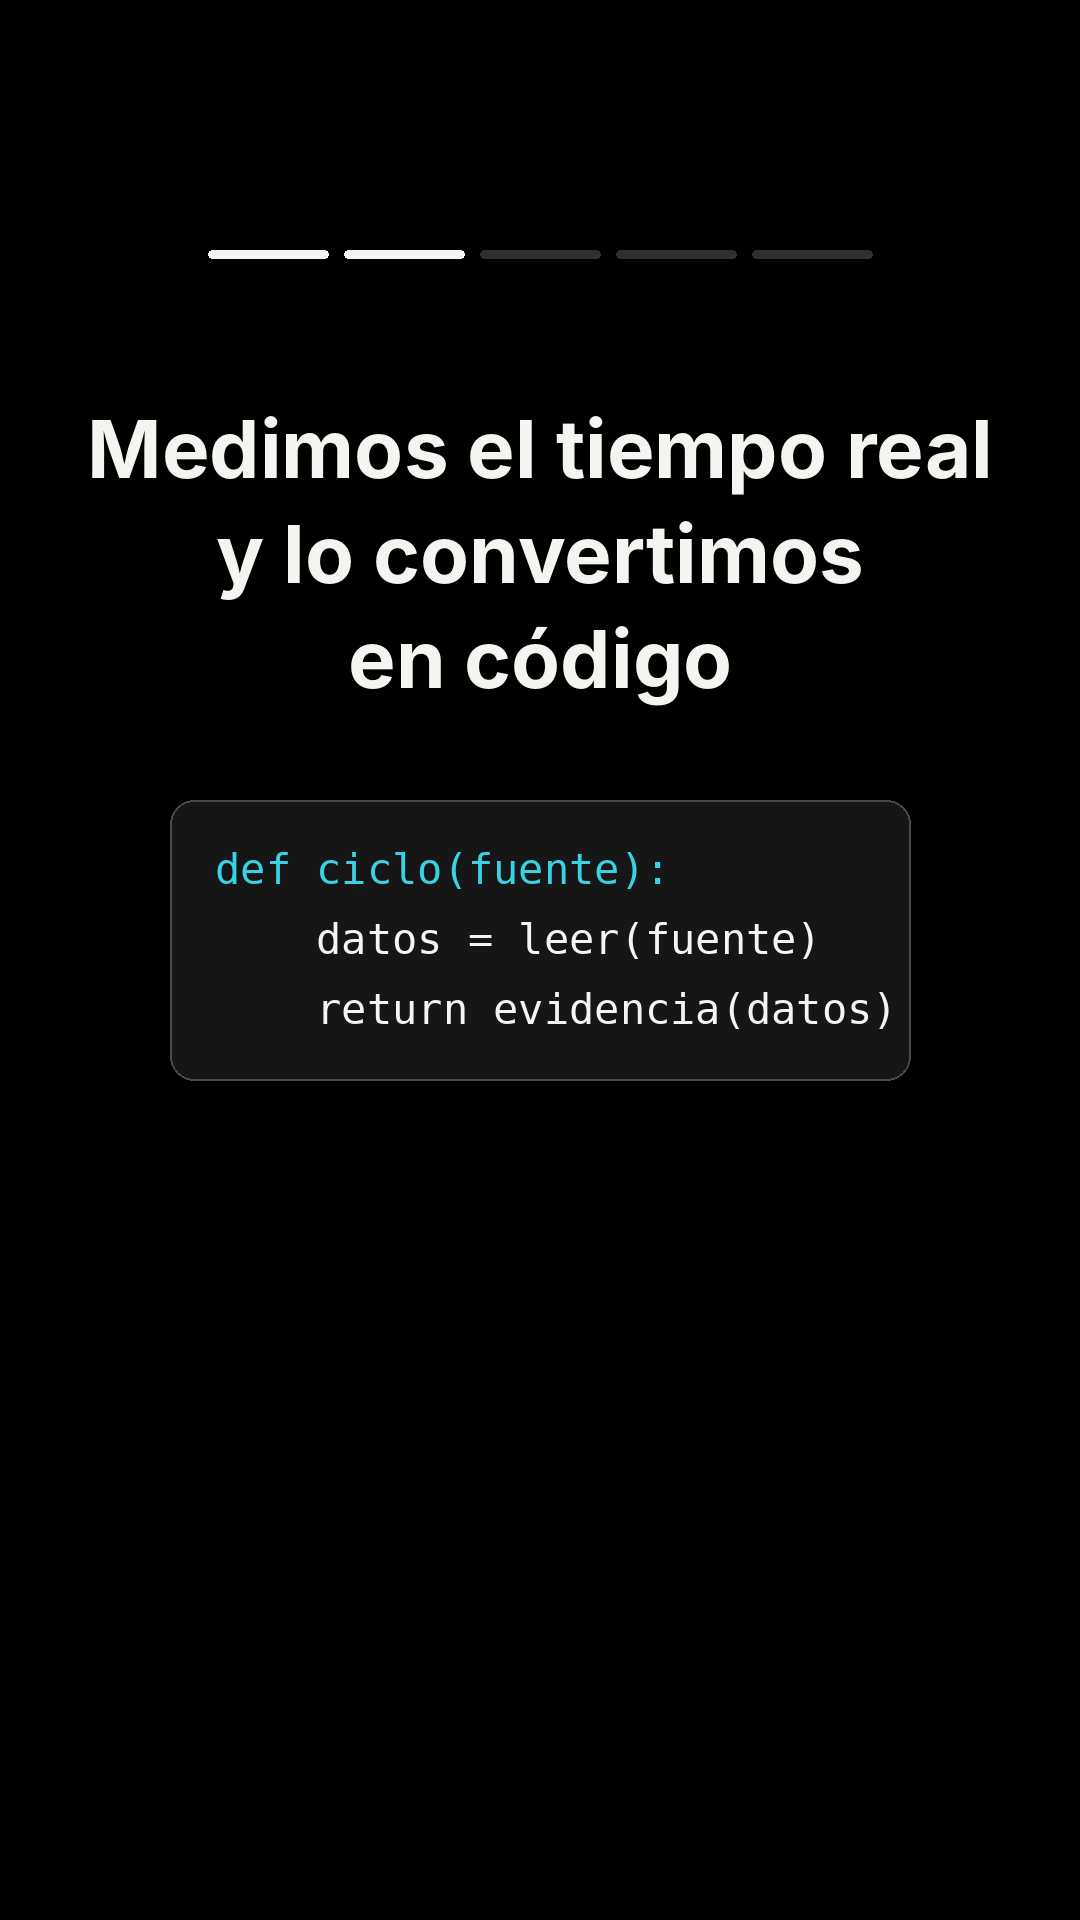 Medimos el tiempo real
y lo convertimos
en código
def ciclo(fuente):
    datos = leer(fuente)
    return evidencia(datos)